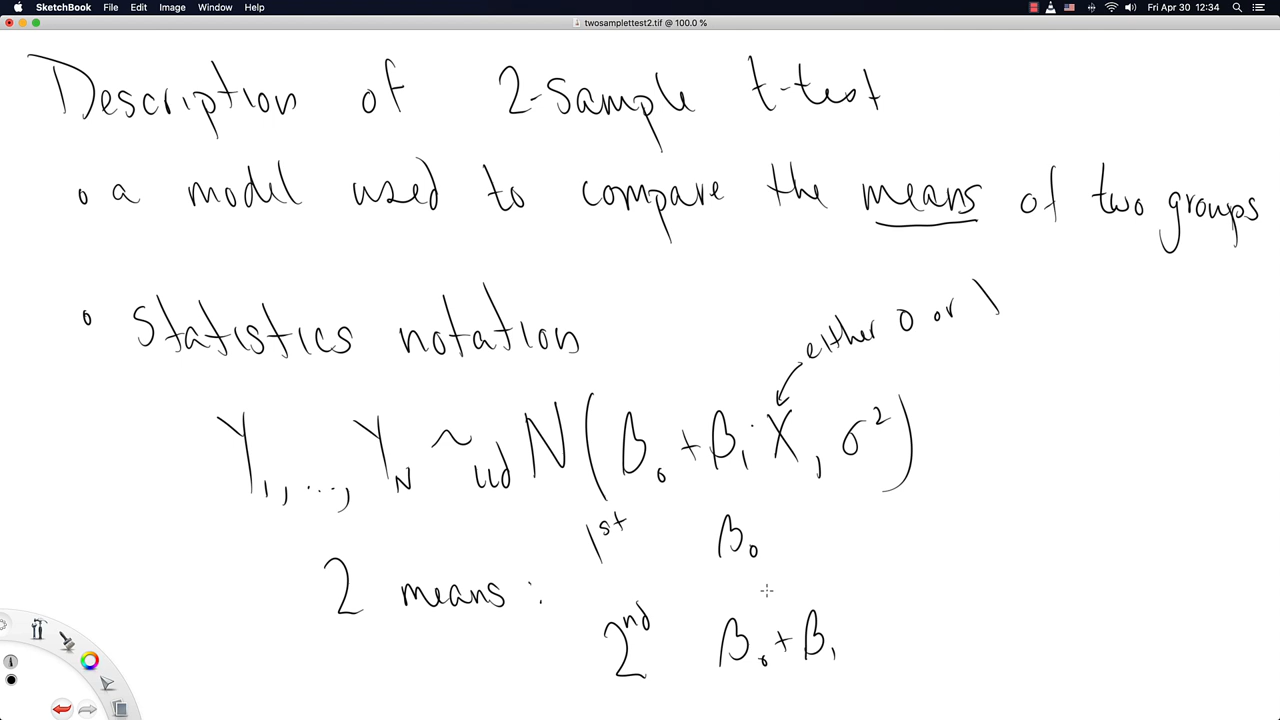 SketchBook File Edit Image Window Help Fri Apr 30 12:34
twosamplettest2.tif @ 100.0 %
Description of 2-sample t-test
a model used to compare the means of two groups
Statistics notation
either 0 or 1
Y₁, ..., Y_N ~iid N(β₀ + β₁ · X, σ²)
1st β₀
2 means :
2nd β₀ + β₁